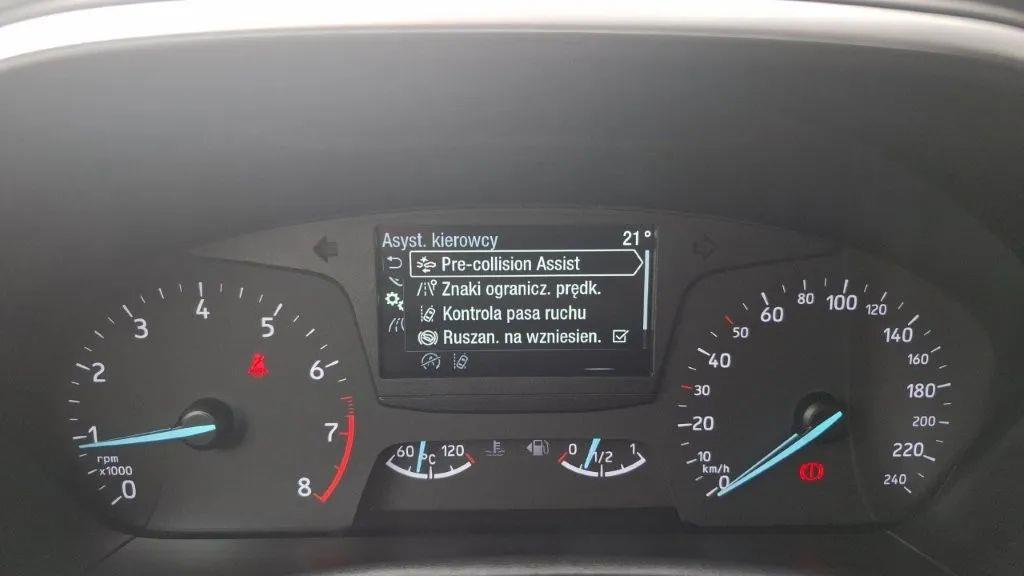 Asyst. kierowcy 21°
Pre-collision Assist
Znaki ogranicz. prędk.
Kontrola pasa ruchu
Ruszan. na wzniesien.
0
1
2
3
4
5
6
7
8
rpm
x1000
60 °C 120
0 1/2 1
0
10
20
30
40
50
60
80
100
120
140
160
180
200
220
240
km/h